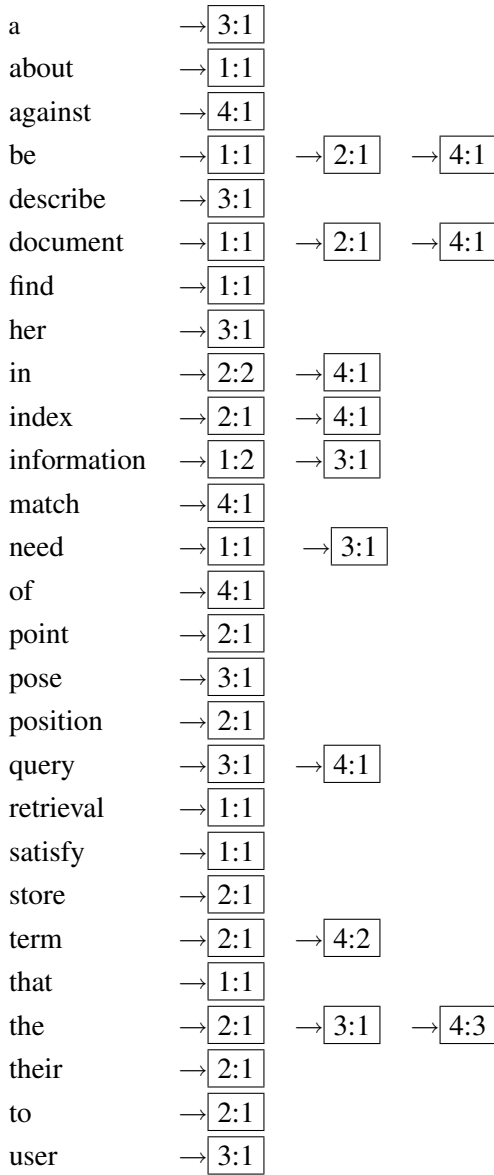 a → 3:1
about → 1:1
against → 4:1
be → 1:1 → 2:1 → 4:1
describe → 3:1
document → 1:1 → 2:1 → 4:1
find → 1:1
her → 3:1
in → 2:2 → 4:1
index → 2:1 → 4:1
information → 1:2 → 3:1
match → 4:1
need → 1:1 → 3:1
of → 4:1
point → 2:1
pose → 3:1
position → 2:1
query → 3:1 → 4:1
retrieval → 1:1
satisfy → 1:1
store → 2:1
term → 2:1 → 4:2
that → 1:1
the → 2:1 → 3:1 → 4:3
their → 2:1
to → 2:1
user → 3:1